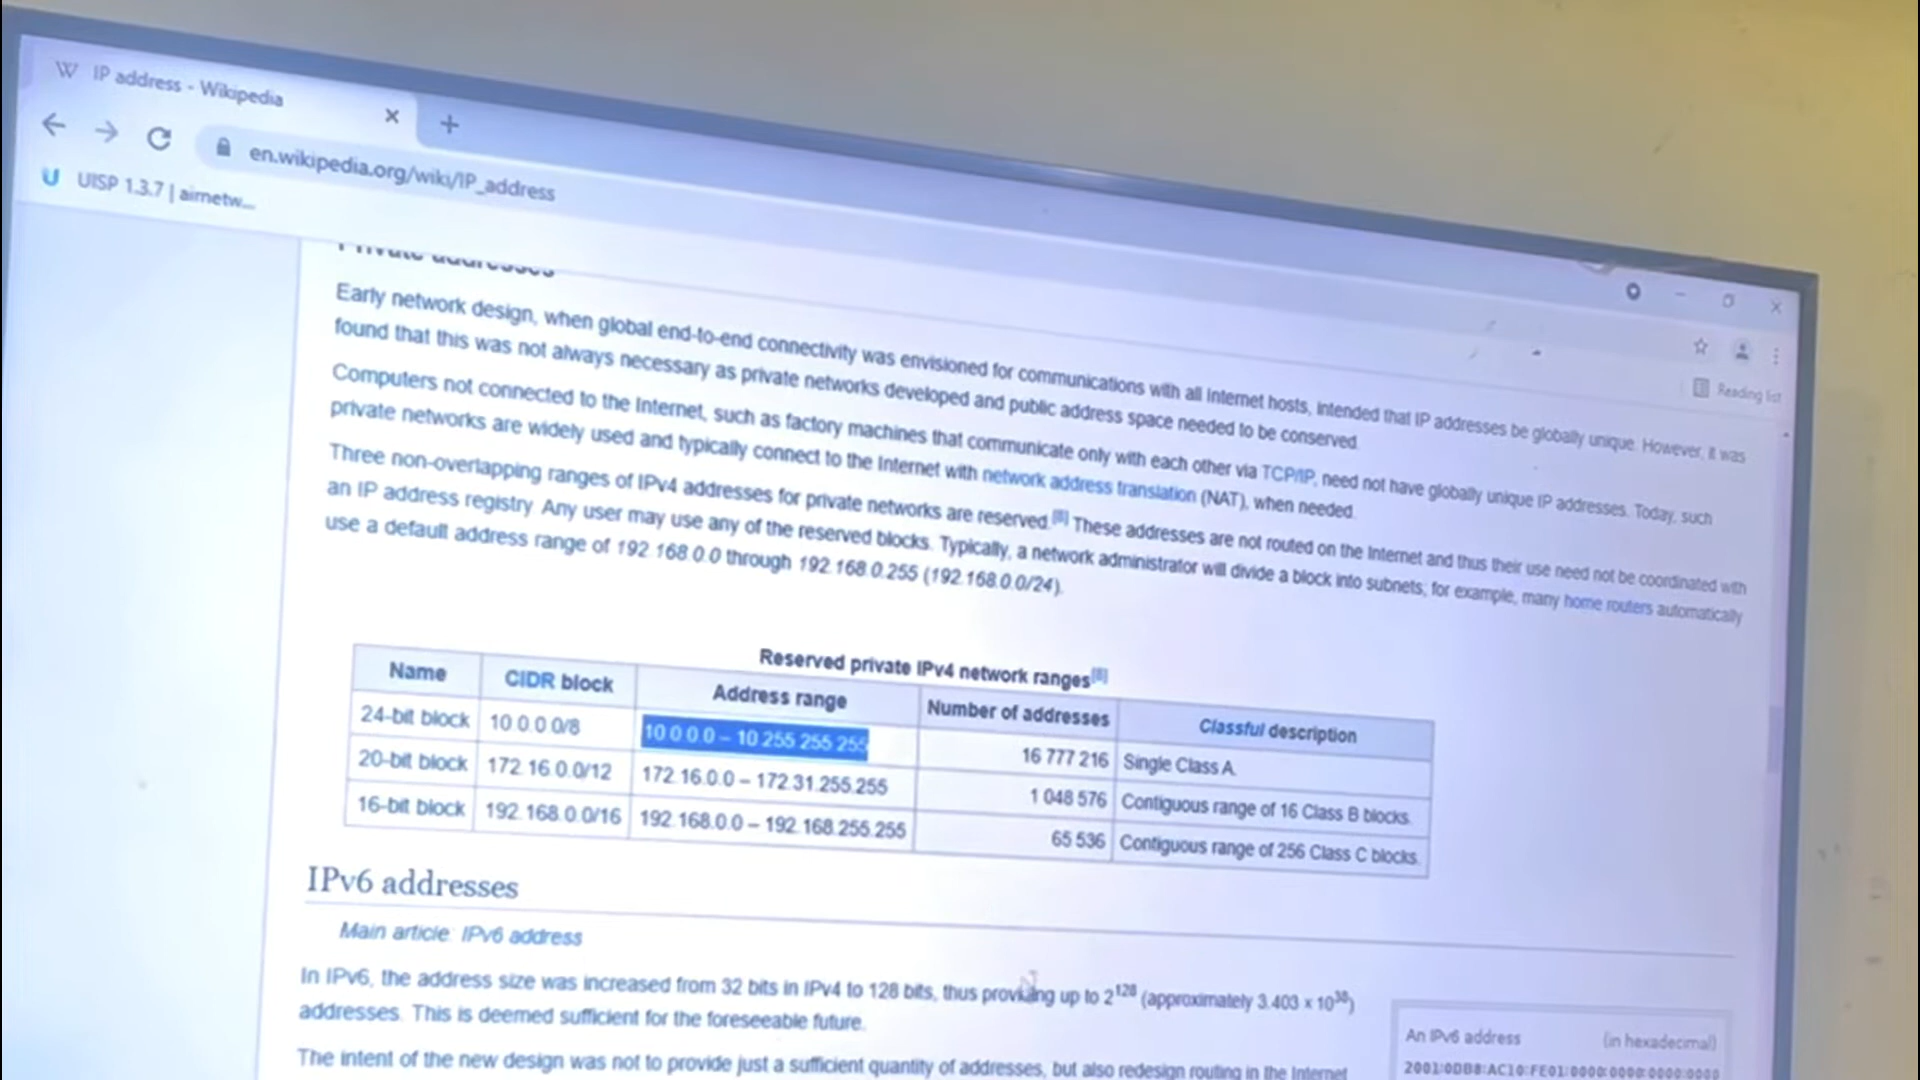 IP address - Wikipedia
en.wikipedia.org/wiki/IP_address
UISP 1.3.7 | airnetw...
Reading list
Private addresses
Early network design, when global end-to-end connectivity was envisioned for communications with all Internet hosts, intended that IP addresses be globally unique. However, it was
found that this was not always necessary as private networks developed and public address space needed to be conserved.
Computers not connected to the Internet, such as factory machines that communicate only with each other via TCP/IP, need not have globally unique IP addresses. Today, such
private networks are widely used and typically connect to the Internet with network address translation (NAT), when needed.
Three non-overlapping ranges of IPv4 addresses for private networks are reserved.[8] These addresses are not routed on the Internet and thus their use need not be coordinated with
an IP address registry. Any user may use any of the reserved blocks. Typically, a network administrator will divide a block into subnets; for example, many home routers automatically
use a default address range of 192.168.0.0 through 192.168.0.255 (192.168.0.0/24).
Reserved private IPv4 network ranges[8]
Name CIDR block Address range Number of addresses Classful description
24-bit block 10.0.0.0/8 10.0.0.0 – 10.255.255.255 16 777 216 Single Class A.
20-bit block 172.16.0.0/12 172.16.0.0 – 172.31.255.255 1 048 576 Contiguous range of 16 Class B blocks.
16-bit block 192.168.0.0/16 192.168.0.0 – 192.168.255.255 65 536 Contiguous range of 256 Class C blocks.
IPv6 addresses
Main article: IPv6 address
In IPv6, the address size was increased from 32 bits in IPv4 to 128 bits, thus providing up to 2¹²⁸ (approximately 3.403 × 10³⁸)
addresses. This is deemed sufficient for the foreseeable future.
The intent of the new design was not to provide just a sufficient quantity of addresses, but also redesign routing in the Internet
An IPv6 address
(in hexadecimal)
2001:0DB8:AC10:FE01:0000:0000:0000:0000